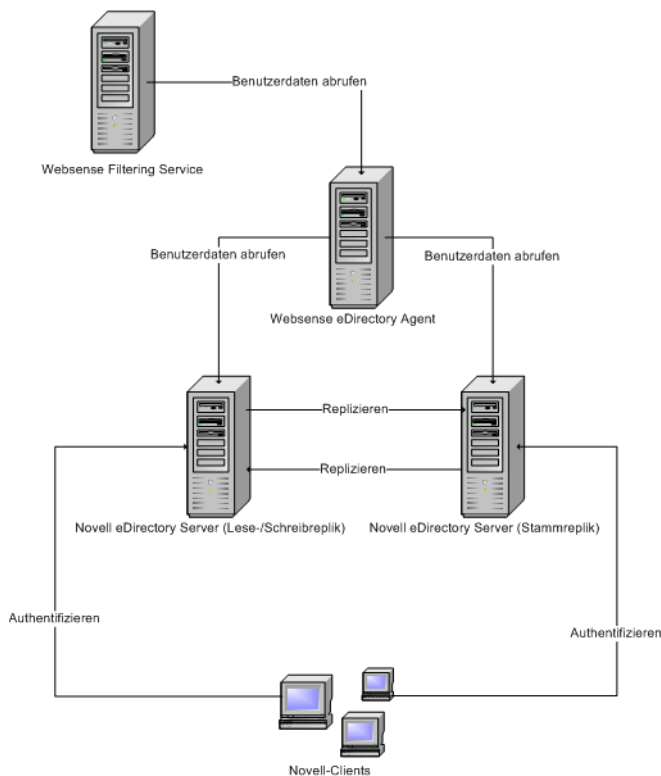 Benutzerdaten abrufen
Websense Filtering Service
Benutzerdaten abrufen
Benutzerdaten abrufen
Websense eDirectory Agent
Replizieren
Replizieren
Novell eDirectory Server (Lese-/Schreibreplik)
Novell eDirectory Server (Stammreplik)
Authentifizieren
Authentifizieren
Novell-Clients